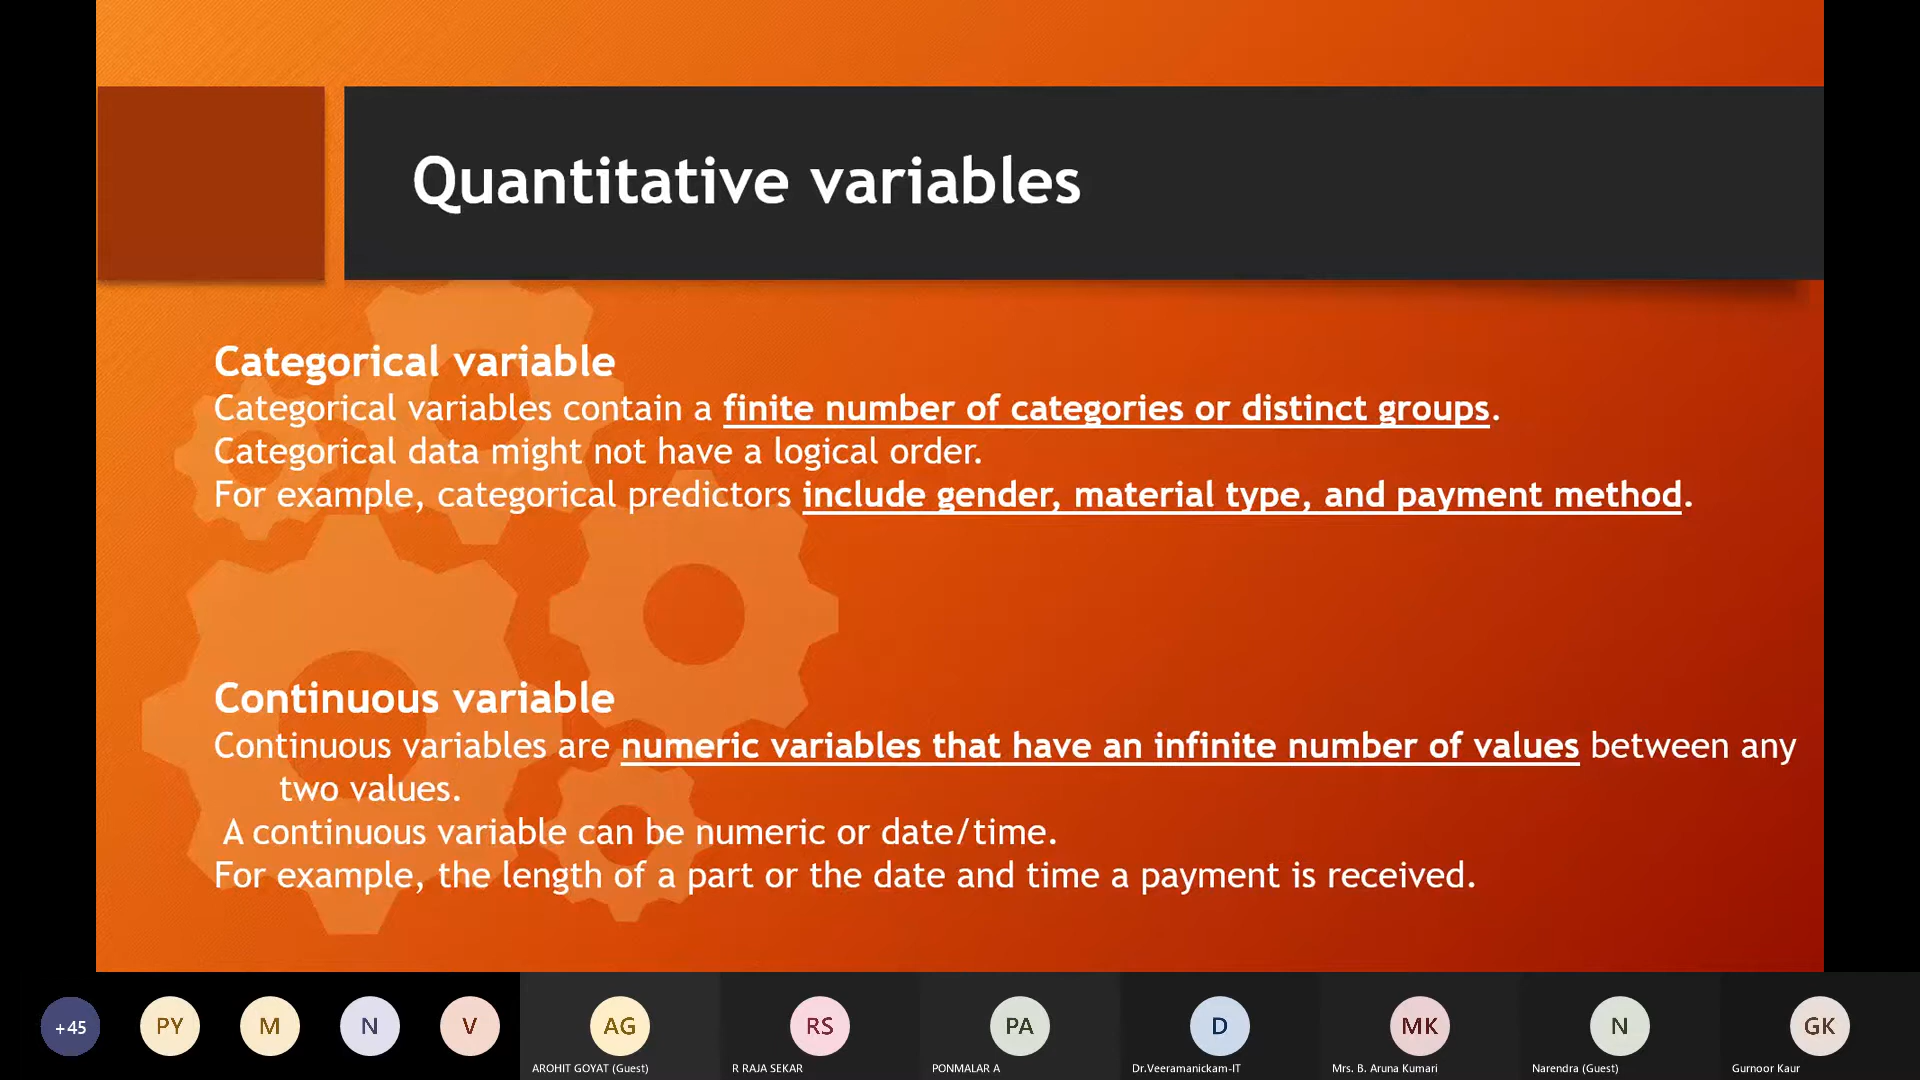 Quantitative variables
Categorical variable
Categorical variables contain a finite number of categories or distinct groups.
Categorical data might not have a logical order.
For example, categorical predictors include gender, material type, and payment method.
Continuous variable
Continuous variables are numeric variables that have an infinite number of values between any
two values.
A continuous variable can be numeric or date/time.
For example, the length of a part or the date and time a payment is received.
+45
PY
M
N
V
AG
RS
PA
D
MK
N
GK
AROHIT GOYAT (Guest)
R RAJA SEKAR
PONMALAR A
Dr.Veeramanickam-IT
Mrs. B. Aruna Kumari
Narendra (Guest)
Gurnoor Kaur